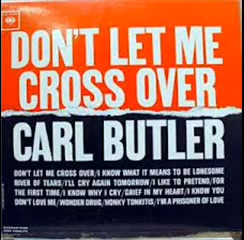 DON'T LET ME
CROSS OVER
CARL BUTLER
DON'T LET ME CROSS OVER/I KNOW WHAT IT MEANS TO BE LONESOME
RIVER OF TEARS/I'LL CRY AGAIN TOMORROW/I LIKE TO PRETEND/FOR
THE FIRST TIME/I KNOW WHY I CRY/GRIEF IN MY HEART/I KNOW YOU
DON'T LOVE ME/WONDER DRUG/HONKY TONKITIS/I'M A PRISONER OF LOVE